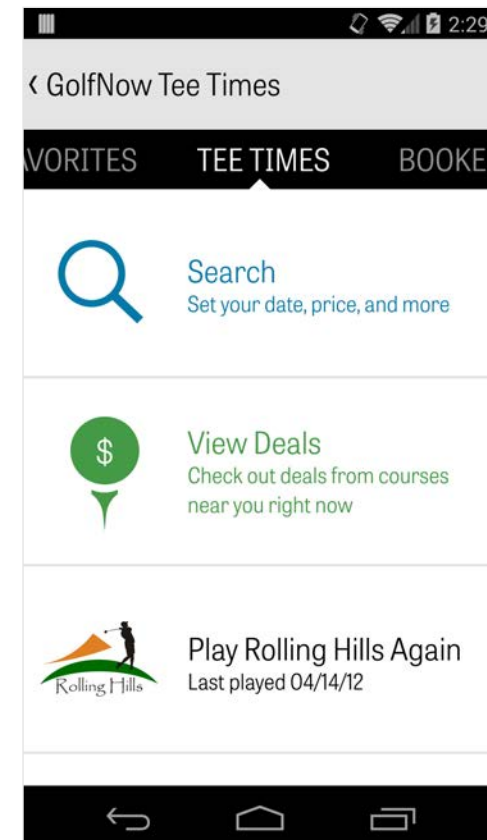 2:29
‹ GolfNow Tee Times
VORITES TEE TIMES BOOKE
Search
Set your date, price, and more
$
View Deals
Check out deals from courses
near you right now
Rolling Hills
Play Rolling Hills Again
Last played 04/14/12